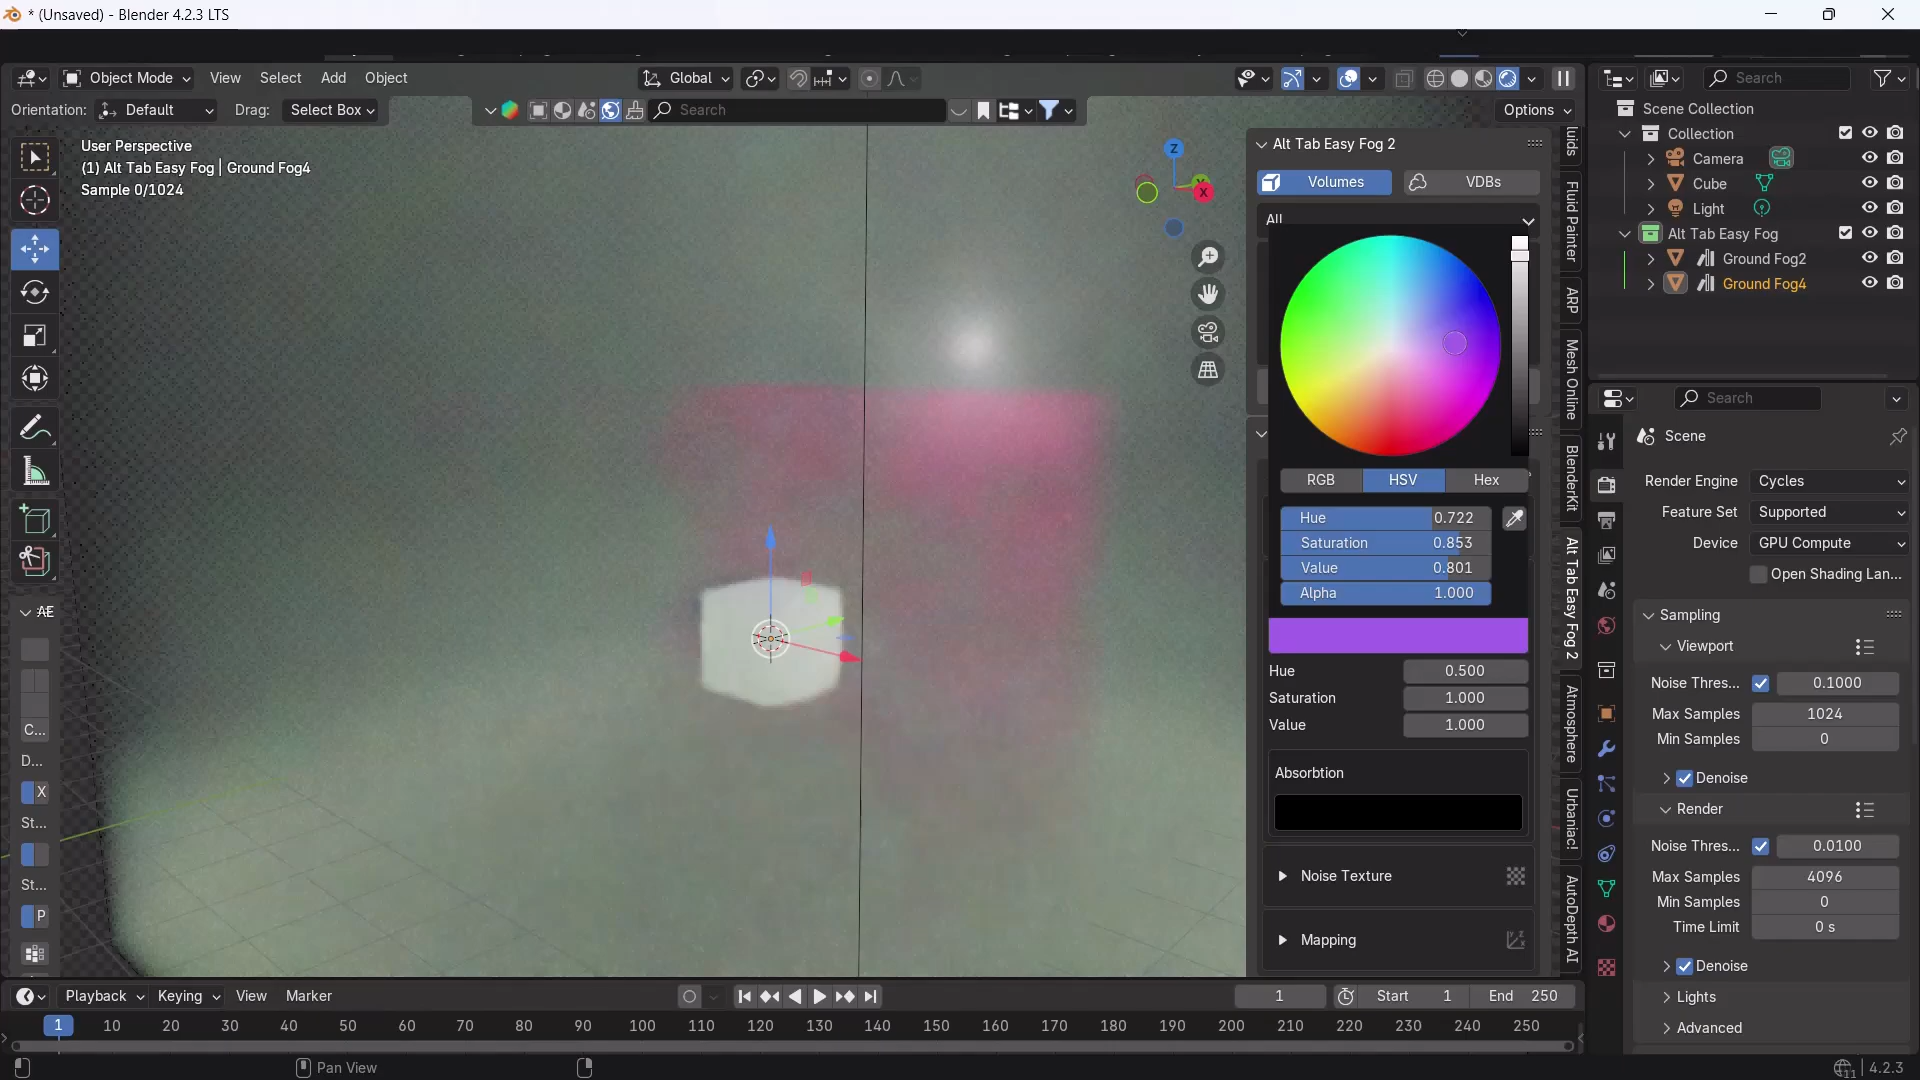 * (Unsaved) - Blender 4.2.3 LTS
Object Mode View Select Add Object Global
Search
Orientation: Default Drag: Select Box
Search
Options
User Perspective
(1) Alt Tab Easy Fog | Ground Fog4
Sample 0/1024
Z
Y
X
Alt Tab Easy Fog 2
Volumes VDBs
All
RGB HSV Hex
Hue 0.722
Saturation 0.853
Value 0.801
Alpha 1.000
Hue 0.500
Saturation 1.000
Value 1.000
Absorbtion
Noise Texture
Mapping
uids
Fluid Painter
ARP
Mesh Online
BlenderKit
Alt Tab Easy Fog 2
Atmosphere
Urbaniac!
AutoDepth AI
Scene Collection
Collection
Camera
Cube
Light
Alt Tab Easy Fog
Ground Fog2
Ground Fog4
Search
Scene
Render Engine Cycles
Feature Set Supported
Device GPU Compute
Open Shading Lan...
Sampling
Viewport
Noise Thres... 0.1000
Max Samples 1024
Min Samples 0
Denoise
Render
Noise Thres... 0.0100
Max Samples 4096
Min Samples 0
Time Limit 0 s
Denoise
Lights
Advanced
AE
C...
D...
X
St...
St...
P
Playback Keying View Marker
1 Start 1 End 250
1 10 20 30 40 50 60 70 80 90 100 110 120 130 140 150 160 170 180 190 200 210 220 230 240 250
Pan View
11 4.2.3